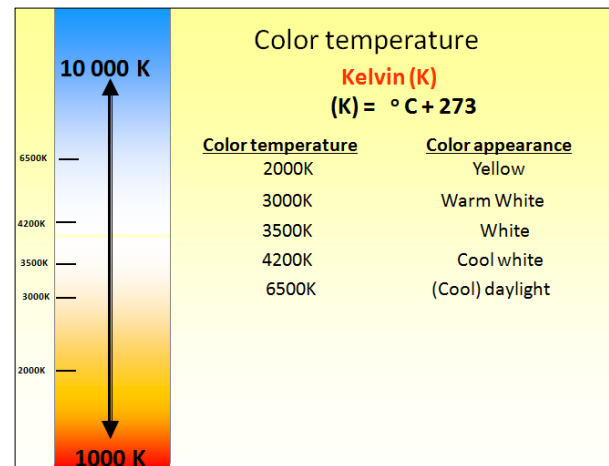 Color temperature
Kelvin (K)
(K) = °C + 273
Color temperature Color appearance
2000K Yellow
3000K Warm White
3500K White
4200K Cool white
6500K (Cool) daylight
10 000 K
6500K
4200K
3500K
3000K
2000K
1000 K